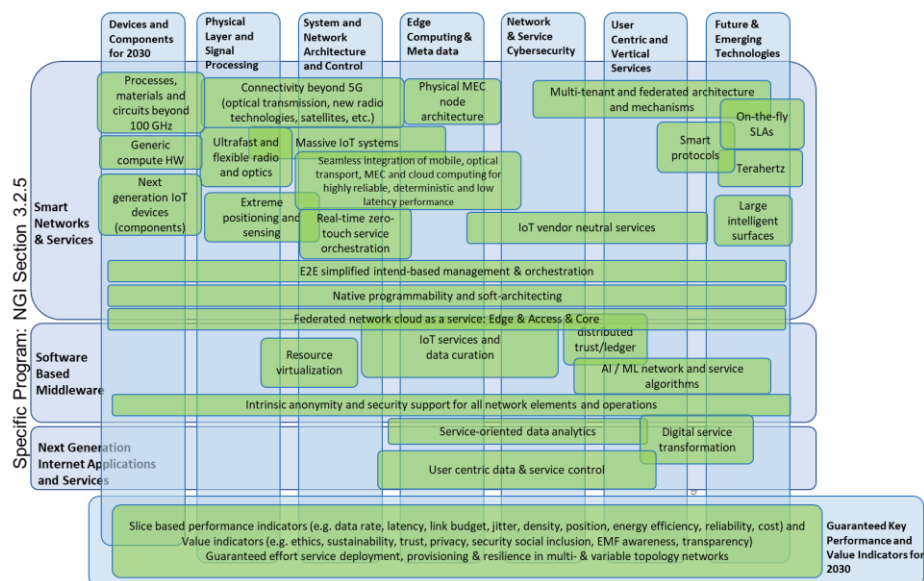 Devices and
Components
for 2030
Physical
Layer and
Signal
Processing
System and
Network
Architecture
and Control
Edge
Computing &
Meta data
Network
& Service
Cybersecurity
User
Centric and
Vertical
Services
Future &
Emerging
Technologies
Specific Program: NGI Section 3.2.5
Smart
Networks
& Services
Processes,
materials and
circuits beyond
100 GHz
Connectivity beyond 5G
(optical transmission, new radio
technologies, satellites, etc.)
Physical MEC
node
architecture
Multi-tenant and federated architecture
and mechanisms
On-the-fly
SLAs
Generic
compute HW
Ultrafast and
flexible radio
and optics
Massive IoT systems
Smart
protocols
Seamless integration of mobile, optical
transport, MEC and cloud computing for
highly reliable, deterministic and low
latency performance
Terahertz
Next
generation IoT
devices
(components)
Extreme
positioning and
sensing
Real-time zero-
touch service
orchestration
IoT vendor neutral services
Large
intelligent
surfaces
E2E simplified intend-based management & orchestration
Native programmability and soft-architecting
Federated network cloud as a service: Edge & Access & Core
Software
Based
Middleware
Resource
virtualization
IoT services and
data curation
distributed
trust/ledger
AI / ML network and service
algorithms
Intrinsic anonymity and security support for all network elements and operations
Next Generation
Internet Applications
and Services
Service-oriented data analytics
Digital service
transformation
User centric data & service control
Slice based performance indicators (e.g. data rate, latency, link budget, jitter, density, position, energy efficiency, reliability, cost) and
Value indicators (e.g. ethics, sustainability, trust, privacy, security social inclusion, EMF awareness, transparency)
Guaranteed effort service deployment, provisioning & resilience in multi- & variable topology networks
Guaranteed Key
Performance and
Value Indicators for
2030